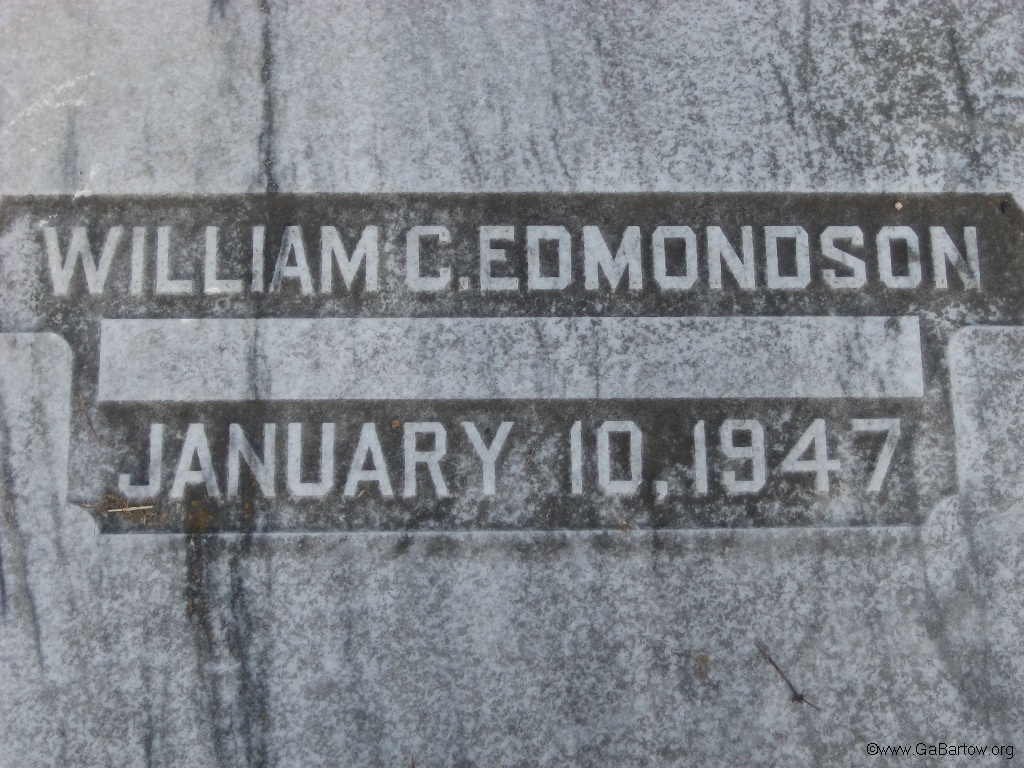 WILLIAM C. EDMONDSON
JANUARY 10, 1947
©www.GaBartow.org